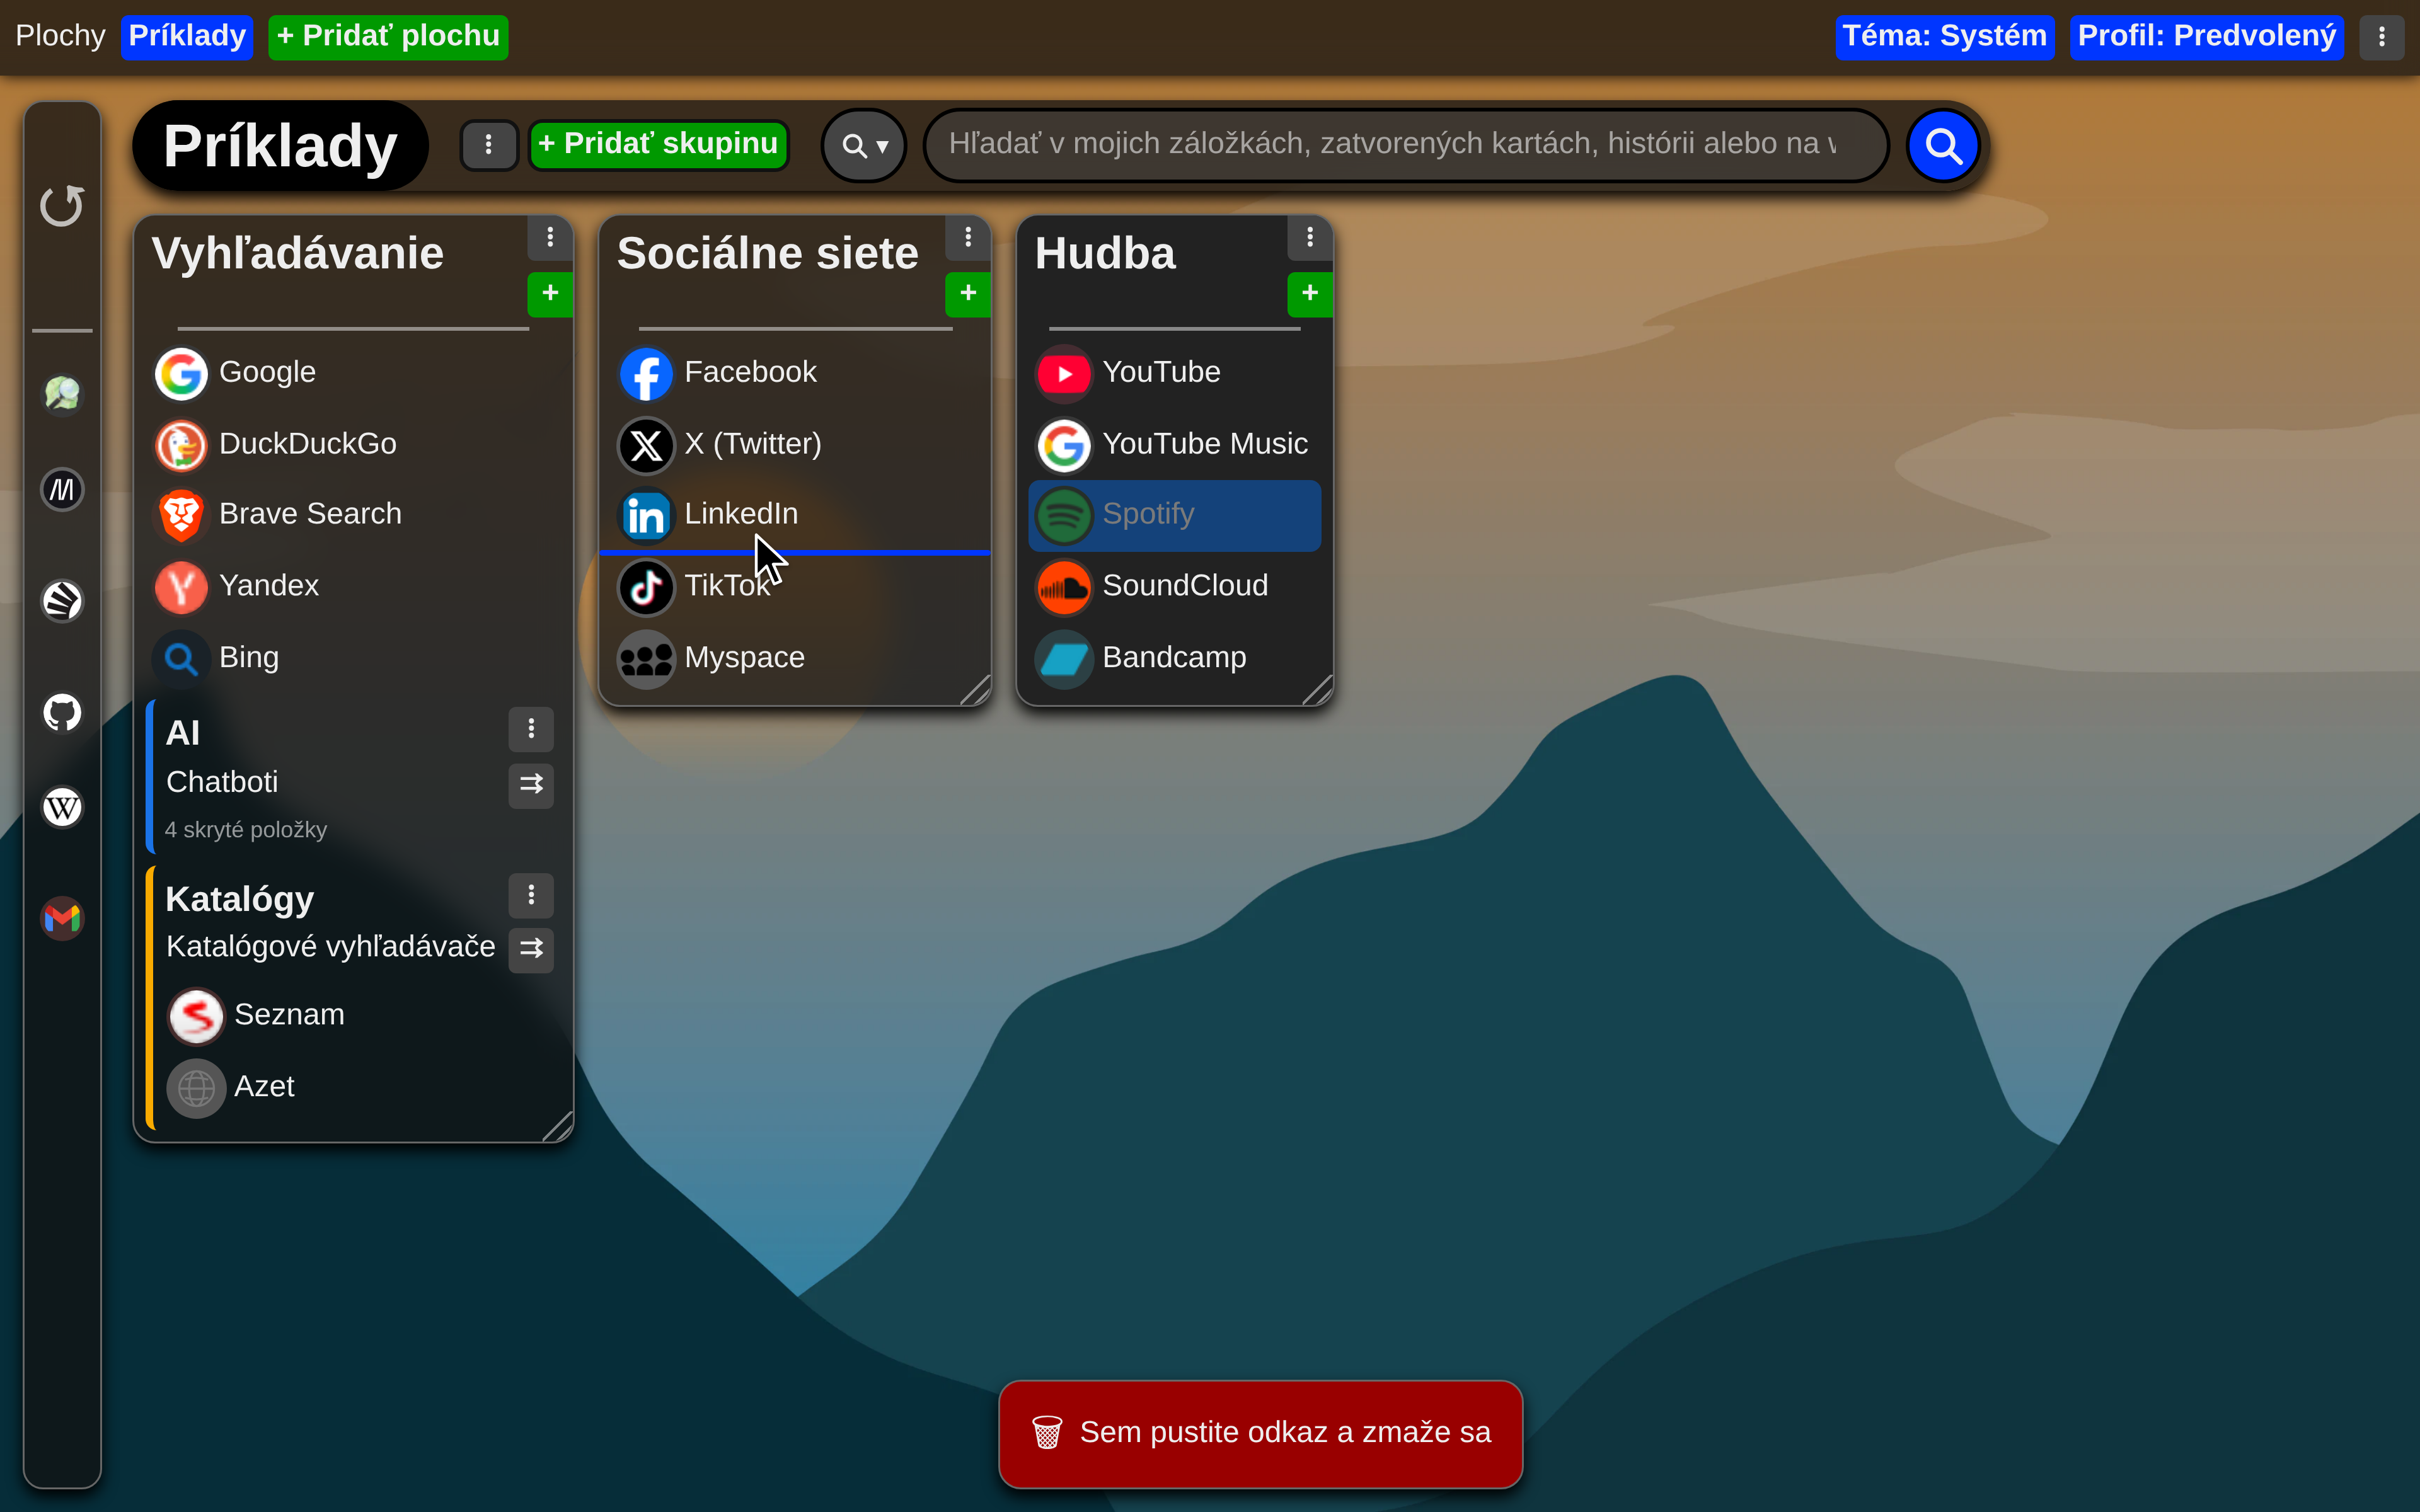 Plochy Príklady + Pridať plochu Téma: Systém Profil: Predvolený
Príklady + Pridať skupinu Hľadať v mojich záložkách, zatvorených kartách, histórii alebo na
Vyhľadávanie
+
Google
DuckDuckGo
Brave Search
Yandex
Bing
AI
Chatboti
4 skryté položky
Katalógy
Katalógové vyhľadávače
Seznam
Azet
Sociálne siete
+
Facebook
X (Twitter)
LinkedIn
TikTok
Myspace
Hudba
+
YouTube
YouTube Music
Spotify
SoundCloud
Bandcamp
Sem pustite odkaz a zmaže sa